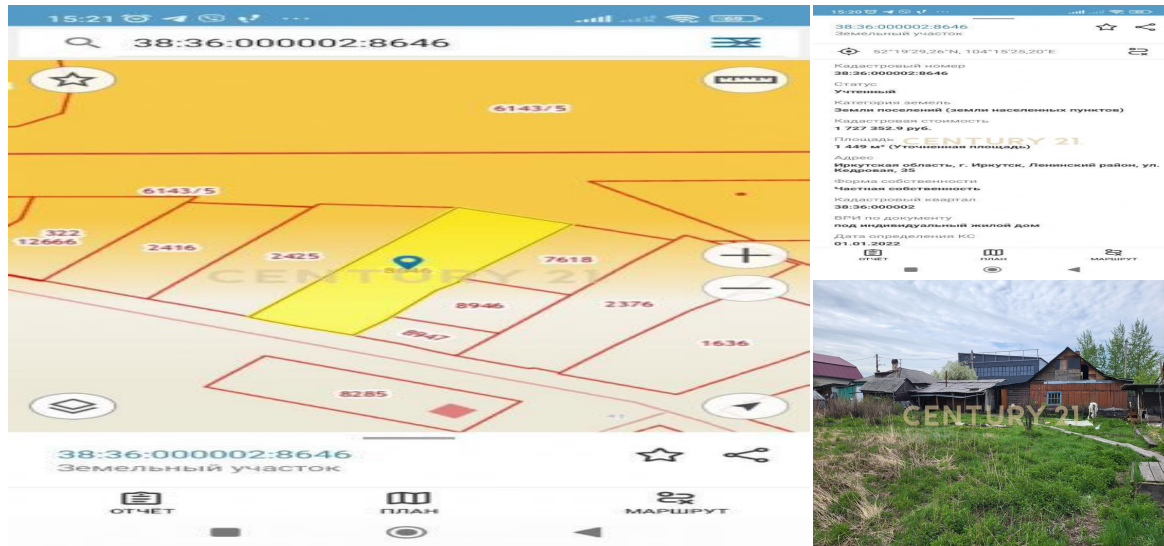 15:21
38:36:000002:8646
6143/5
6143/5
322
12666
2416
2425
8646
7618
8946
2376
8947
1636
8285
CENTURY 21
38:36:000002:8646
Земельный участок
ОТЧЕТ
ПЛАН
МАРШРУТ
15:20
38:36:000002:8646
Земельный участок
52°19'29,26"N, 104°15'25,20"E
Кадастровый номер
38:36:000002:8646
Статус
Учтенный
Категория земель
Земли поселений (земли населенных пунктов)
Кадастровая стоимость
1 727 352.9 руб.
Площадь
1 449 м² (Уточненная площадь)
CENTURY 21
Адрес
Иркутская область, г. Иркутск, Ленинский район, ул.
Кедровая, 35
Форма собственности
Частная собственность
Кадастровый квартал
38:36:000002
ВРИ по документу
под индивидуальный жилой дом
Дата определения КС
01.01.2022
ОТЧЕТ
ПЛАН
МАРШРУТ
CENTURY 21